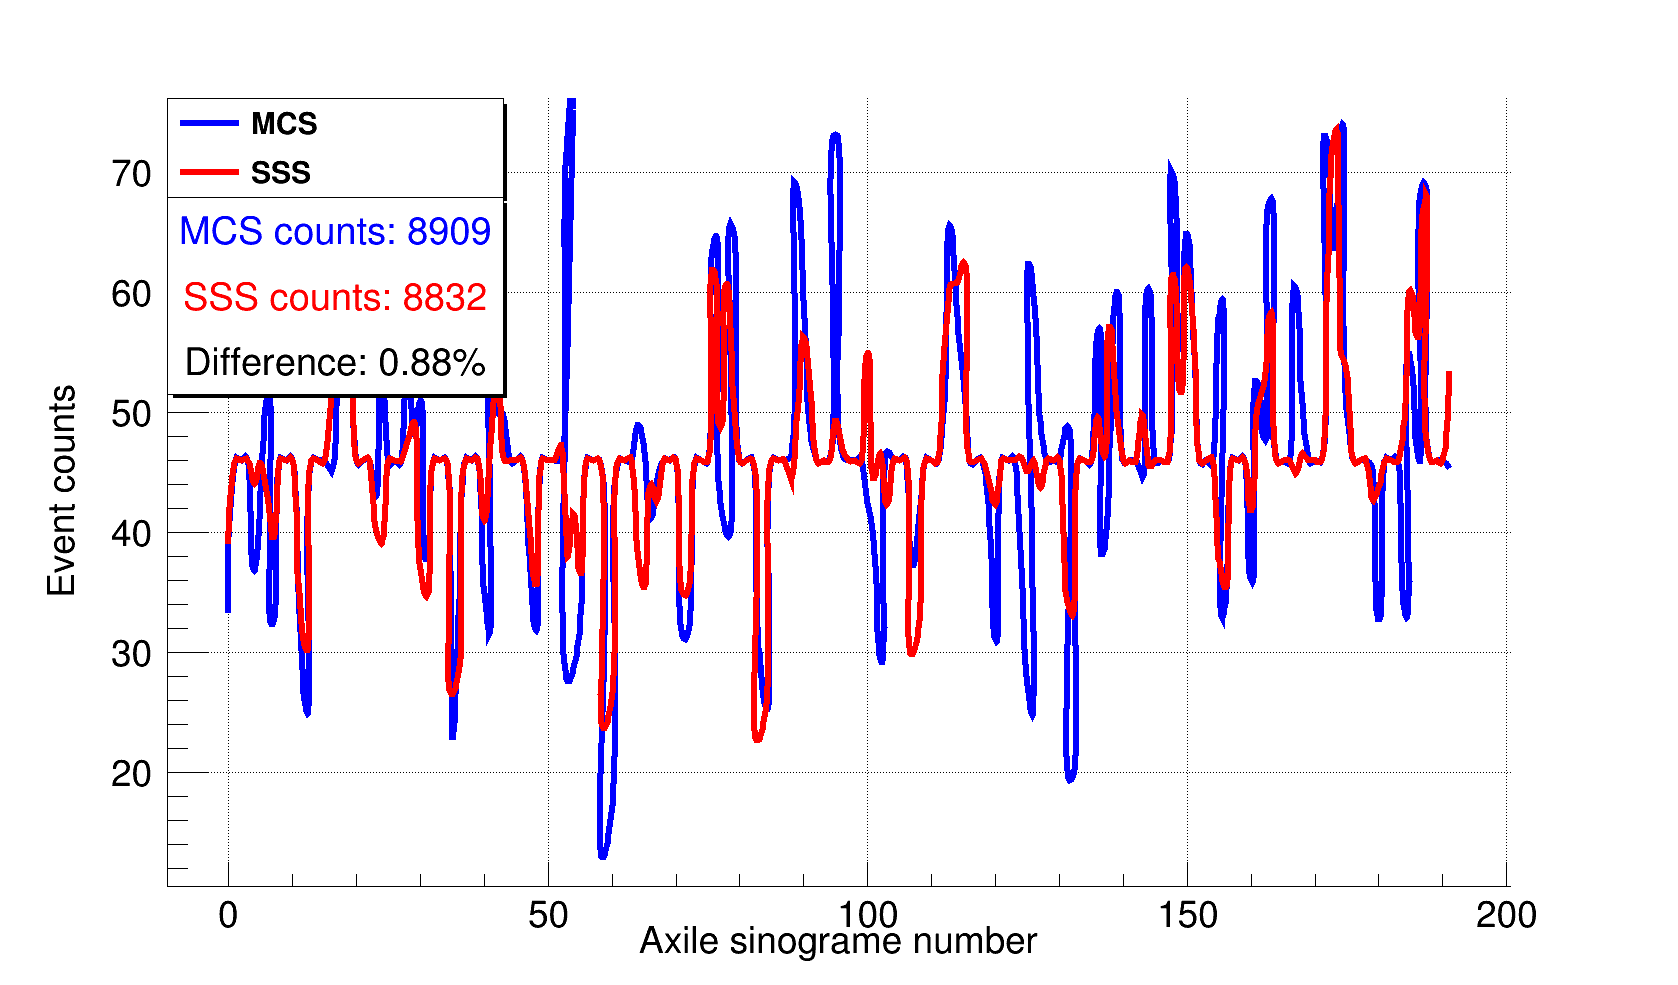 MCS
SSS
MCS counts: 8909
SSS counts: 8832
Difference: 0.88%
Event counts
70
60
50
40
30
20
0 50 100 150 200
Axile sinograme number